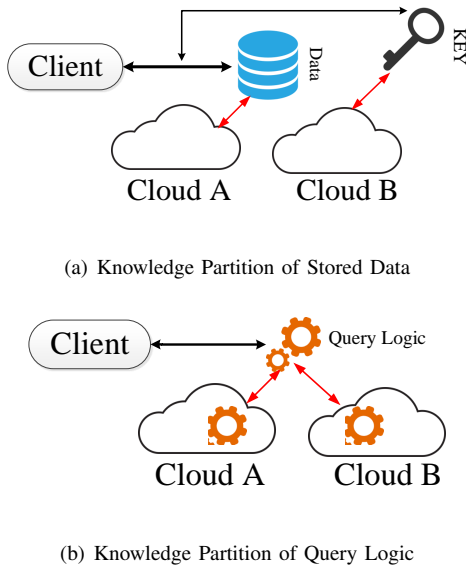 Client
Data
KEY
Cloud A
Cloud B
(a) Knowledge Partition of Stored Data
Client
Query Logic
Cloud A
Cloud B
(b) Knowledge Partition of Query Logic